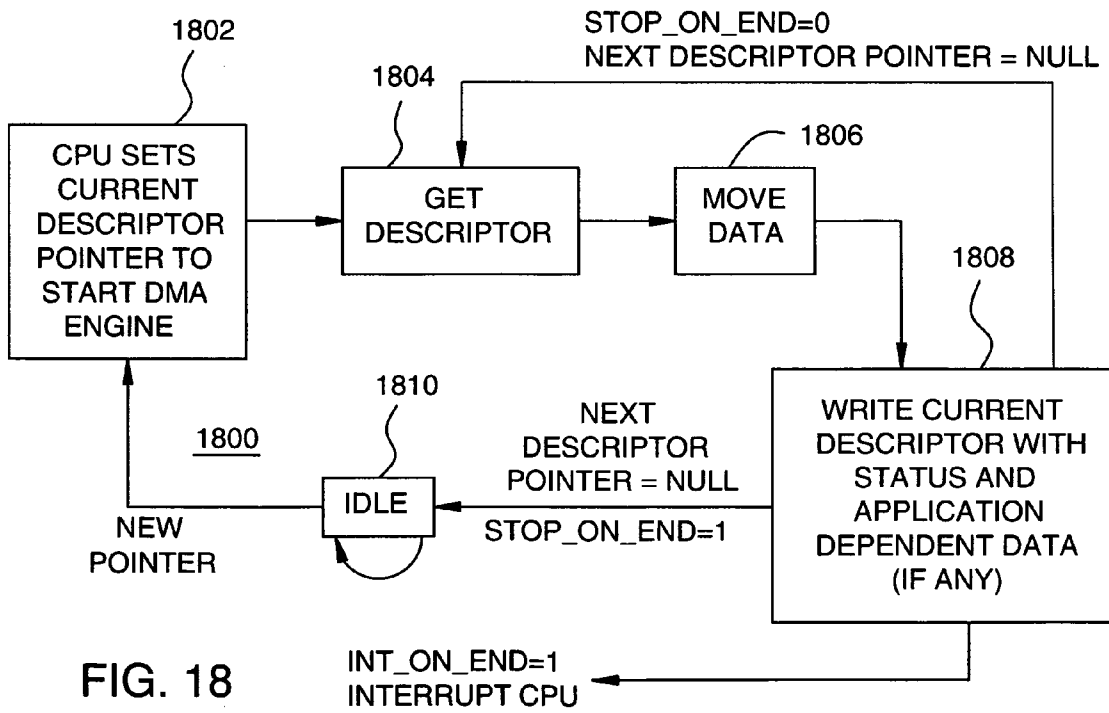 1802
CPU SETS
CURRENT
DESCRIPTOR
POINTER TO
START DMA
ENGINE
1804
GET
DESCRIPTOR
STOP_ON_END=0
NEXT DESCRIPTOR POINTER = NULL
1806
MOVE
DATA
1808
WRITE CURRENT
DESCRIPTOR WITH
STATUS AND
APPLICATION
DEPENDENT DATA
(IF ANY)
NEXT
DESCRIPTOR
POINTER = NULL
STOP_ON_END=1
1810
IDLE
1800
NEW
POINTER
INT_ON_END=1
INTERRUPT CPU
FIG. 18